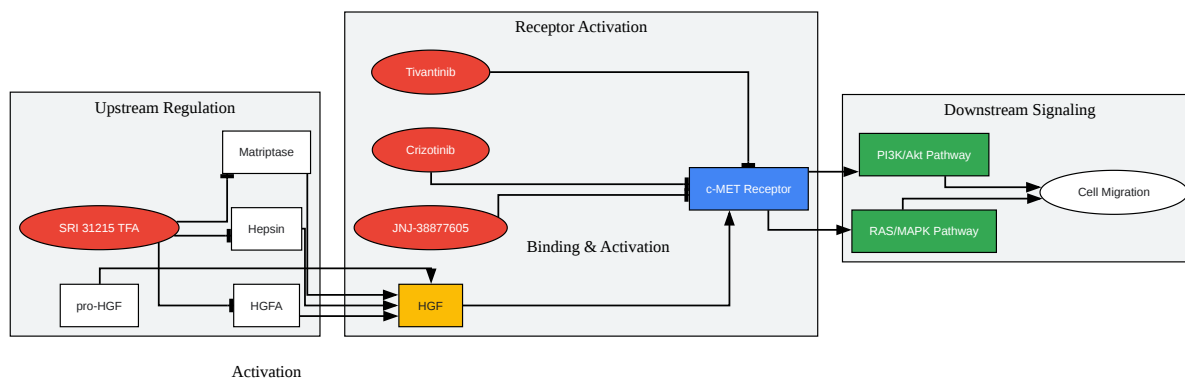 Receptor Activation
Tivantinib
Upstream Regulation
Downstream Signaling
Matriptase
Crizotinib
PI3K/Akt Pathway
c-MET Receptor
Cell Migration
SRI 31215 TFA
Hepsin
JNJ-38877605
RAS/MAPK Pathway
Binding & Activation
pro-HGF
HGFA
HGF
Activation